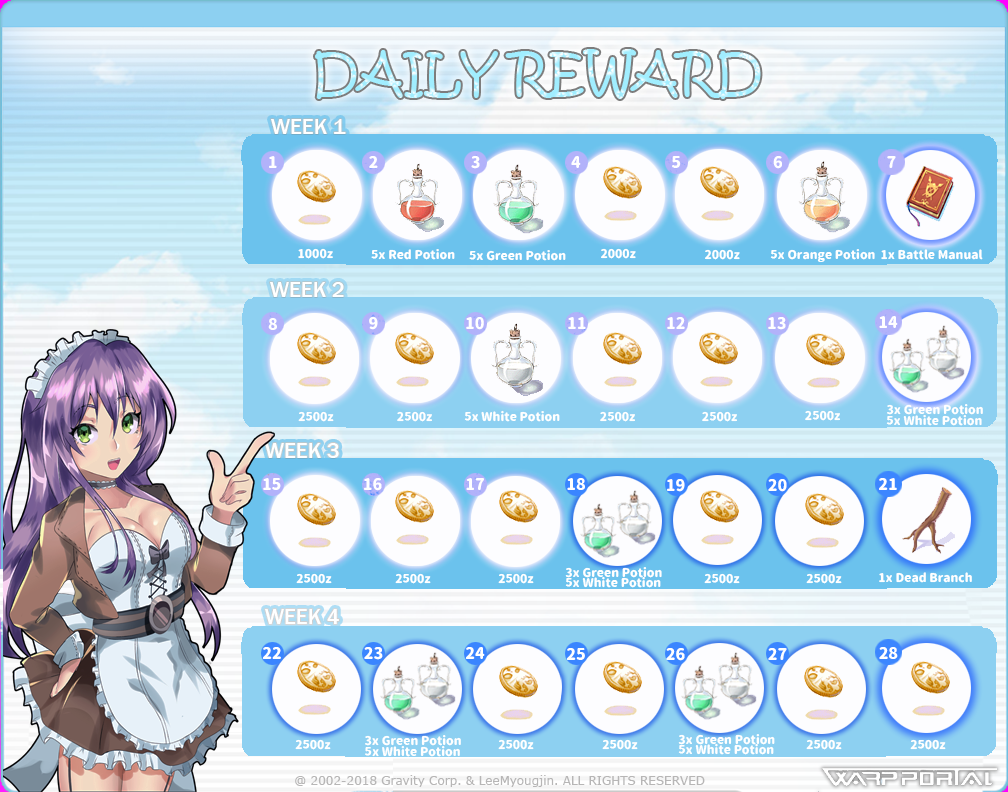 DAILY REWARD
WEEK 1
1 2 3 4 5 6 7
1000z 5x Red Potion 5x Green Potion 2000z 2000z 5x Orange Potion 1x Battle Manual
WEEK 2
8 9 10 11 12 13 14
2500z 2500z 5x White Potion 2500z 2500z 2500z 3x Green Potion
5x White Potion
WEEK 3
15 16 17 18 19 20 21
2500z 2500z 2500z 3x Green Potion 2500z 2500z 1x Dead Branch
5x White Potion
WEEK 4
22 23 24 25 26 27 28
2500z 3x Green Potion 2500z 2500z 3x Green Potion 2500z 2500z
5x White Potion 5x White Potion
© 2002-2018 Gravity Corp. & LeeMyougjin. ALL RIGHTS RESERVED
WARP PORTAL